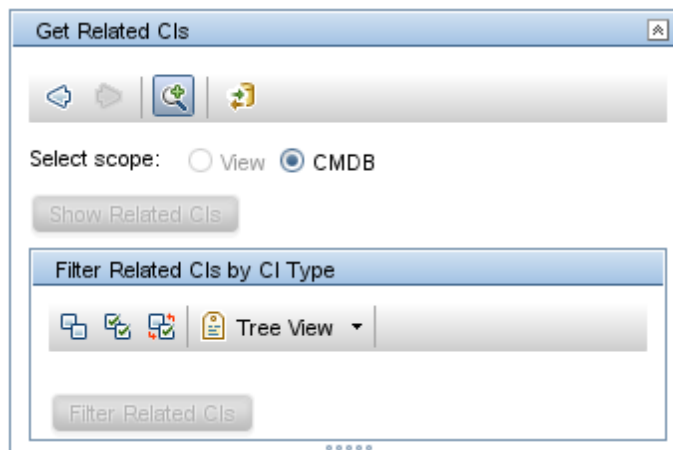 Get Related CIs
Select scope: View CMDB
Show Related CIs
Filter Related CIs by CI Type
Tree View
Filter Related CIs